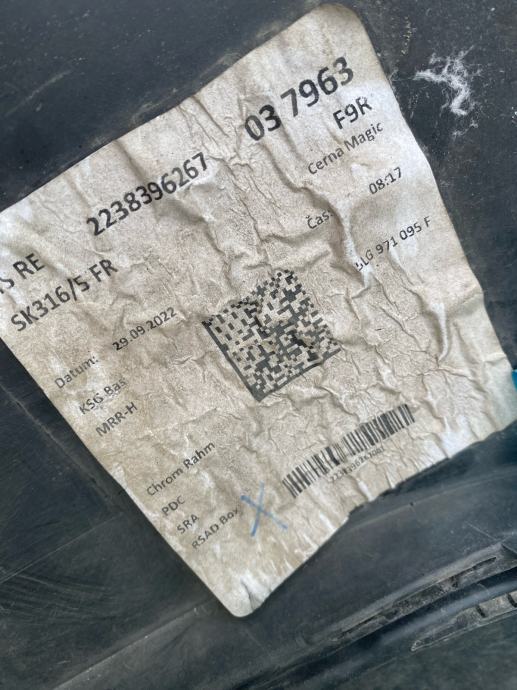 RE
03 7963
2238396267
F9R
SK316/5 FR
Cerna Magic
Datum: 29.09.2022
Čas: 08:17
KSG Bas
971 095 F
MRR-H
Chrom Rahm
PDC
SRA
RSAD Box